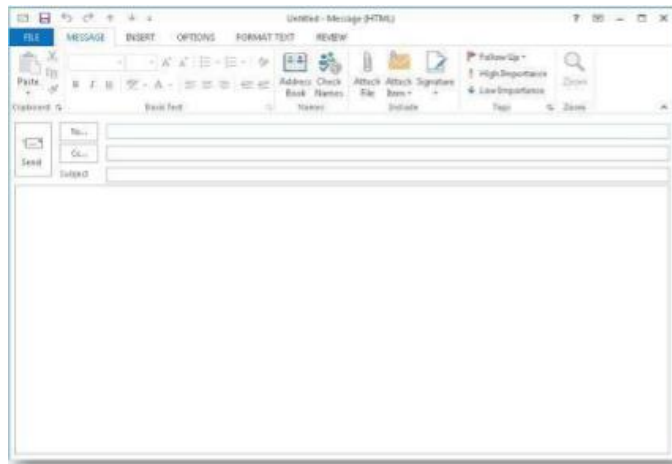 Untitled - Message (HTML)
FILE MESSAGE INSERT OPTIONS FORMAT TEXT REVIEW
Paste
B I U
Address Book
Check Names
Attach File
Attach Item
Signature
Follow Up
High Importance
Low Importance
Zoom
Clipboard Basic Text Names Include Tags Zoom
To...
Cc...
Send
Subject